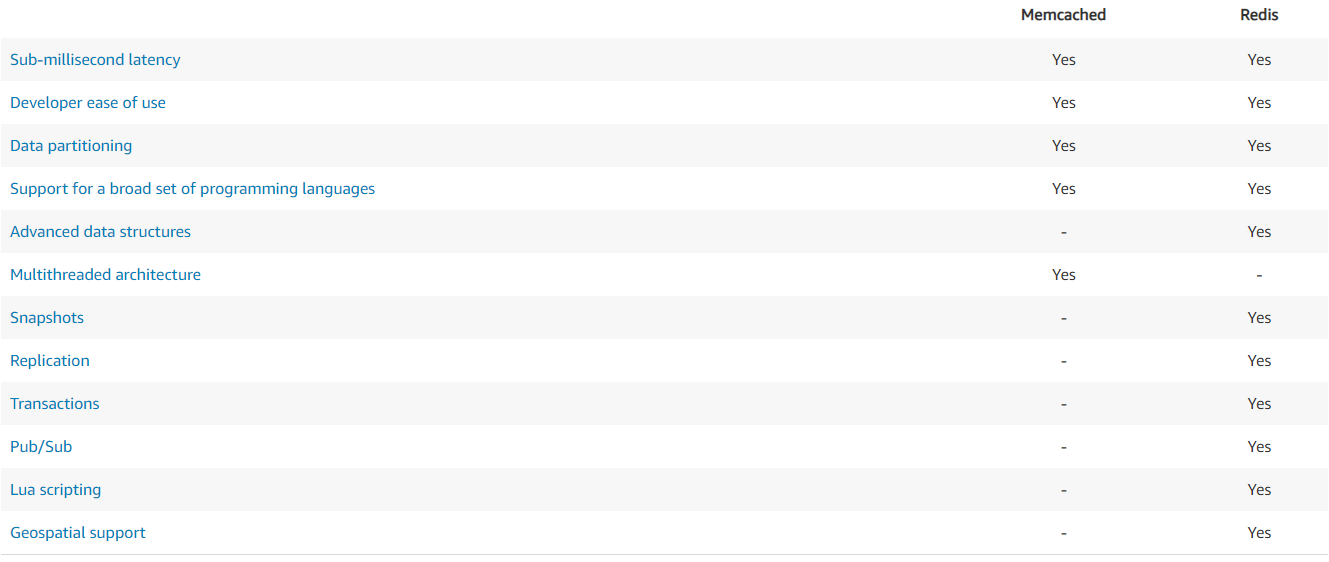 Memcached Redis
Sub-millisecond latency Yes Yes
Developer ease of use Yes Yes
Data partitioning Yes Yes
Support for a broad set of programming languages Yes Yes
Advanced data structures - Yes
Multithreaded architecture Yes -
Snapshots - Yes
Replication - Yes
Transactions - Yes
Pub/Sub - Yes
Lua scripting - Yes
Geospatial support - Yes